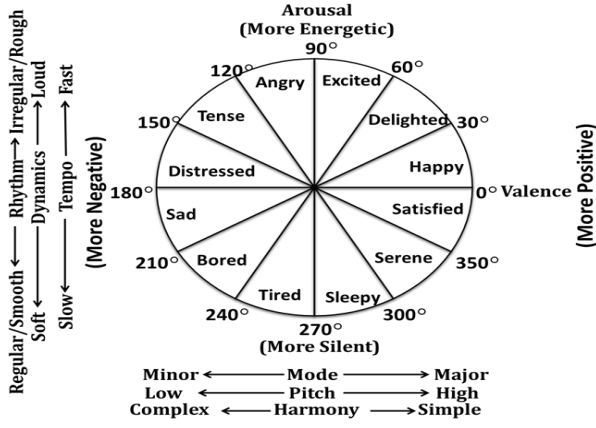 Arousal
(More Energetic)
90°
120°
60°
Angry
Excited
150°
Tense
Delighted
30°
Distressed
Happy
180°
0° Valence
Sad
Satisfied
210°
Bored
Serene
350°
240°
Tired
Sleepy
300°
270°
(More Silent)
(More Negative)
(More Positive)
Regular/Smooth Rhythm Irregular/Rough
Soft Dynamics Loud
Slow Tempo Fast
Minor Mode Major
Low Pitch High
Complex Harmony Simple